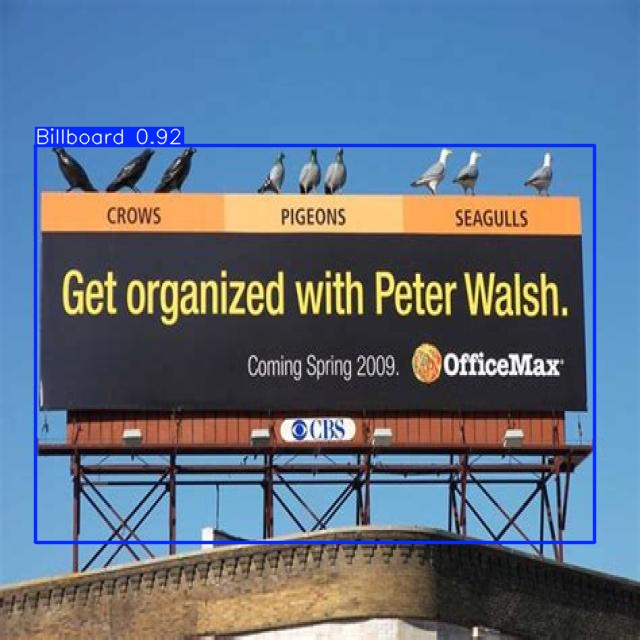 Billboard 0.92
CROWS PIGEONS SEAGULLS
Get organized with Peter Walsh.
Coming Spring 2009. OfficeMax®
CBS